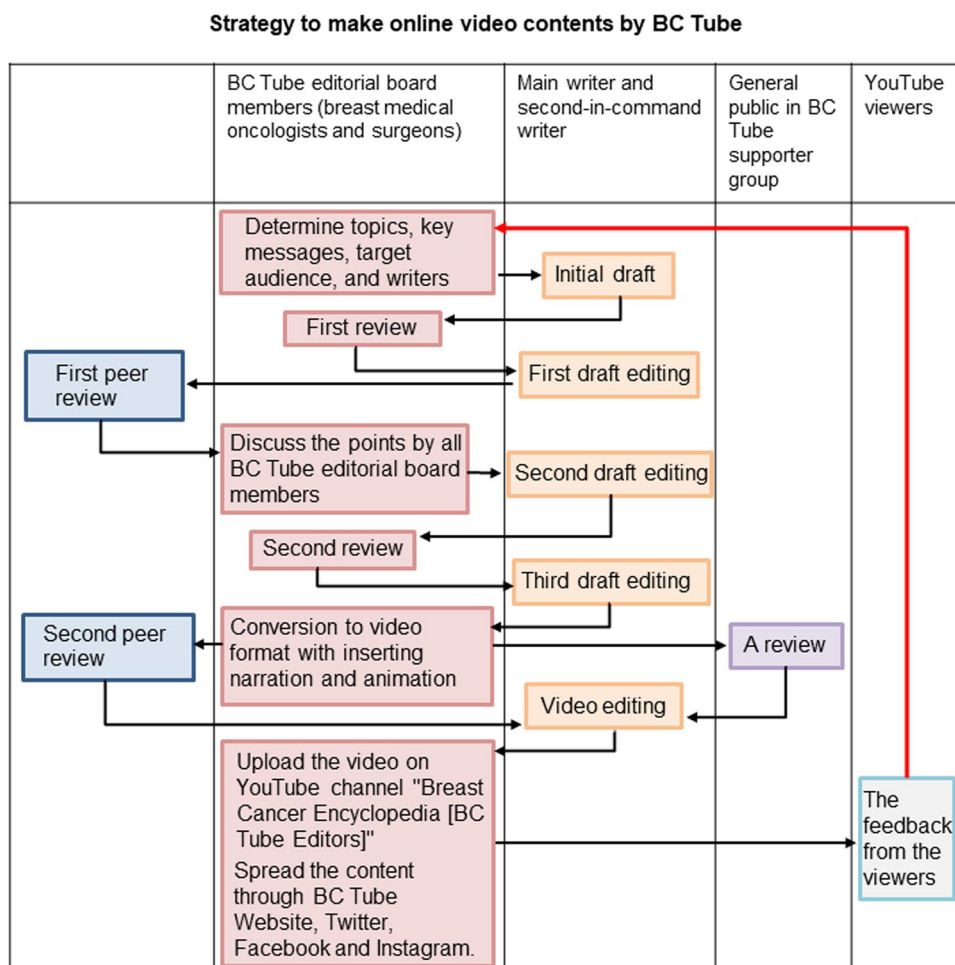 Strategy to make online video contents by BC Tube
BC Tube editorial board
members (breast medical
oncologists and surgeons)
Main writer and
second-in-command
writer
General
public in BC
Tube
supporter
group
YouTube
viewers
Determine topics, key
messages, target
audience, and writers
Initial draft
First review
First draft editing
First peer
review
Discuss the points by all
BC Tube editorial board
members
Second draft editing
Second review
Third draft editing
Second peer
review
Conversion to video
format with inserting
narration and animation
A review
Video editing
Upload the video on
YouTube channel "Breast
Cancer Encyclopedia [BC
Tube Editors]"
Spread the content
through BC Tube
Website, Twitter,
Facebook and Instagram.
The
feedback
from the
viewers